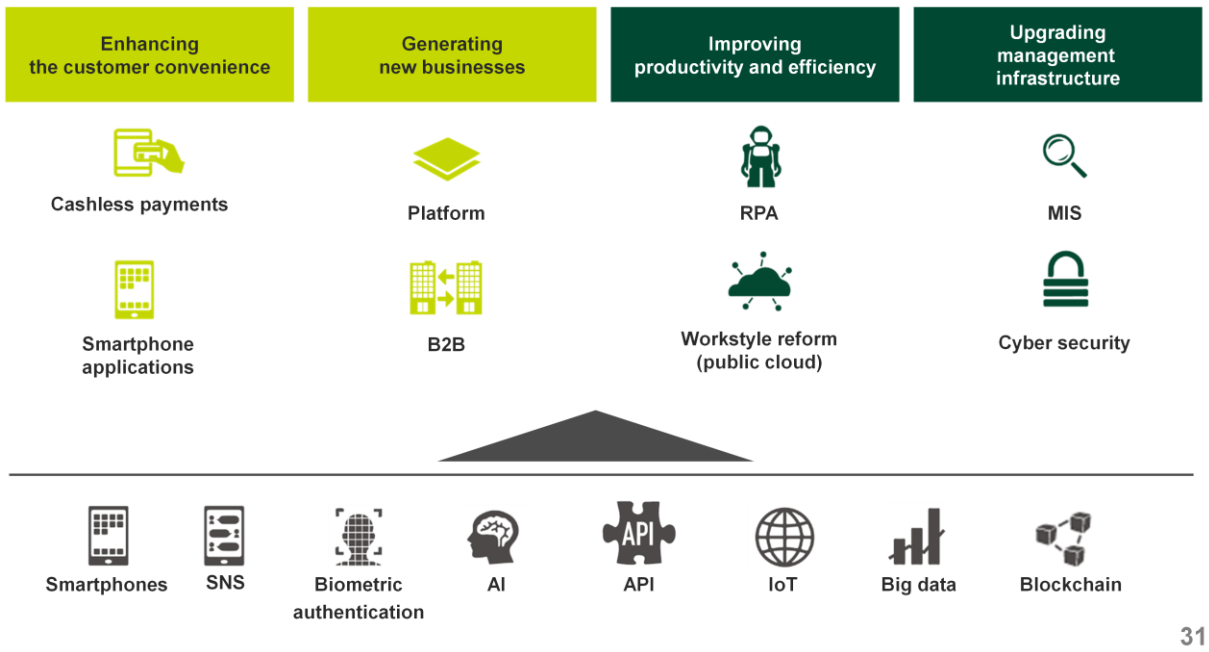 Enhancing
the customer convenience
Generating
new businesses
Improving
productivity and efficiency
Upgrading
management
infrastructure
Cashless payments
Platform
RPA
MIS
Smartphone
applications
B2B
Workstyle reform
(public cloud)
Cyber security
API
Smartphones
SNS
Biometric
authentication
AI
API
IoT
Big data
Blockchain
31